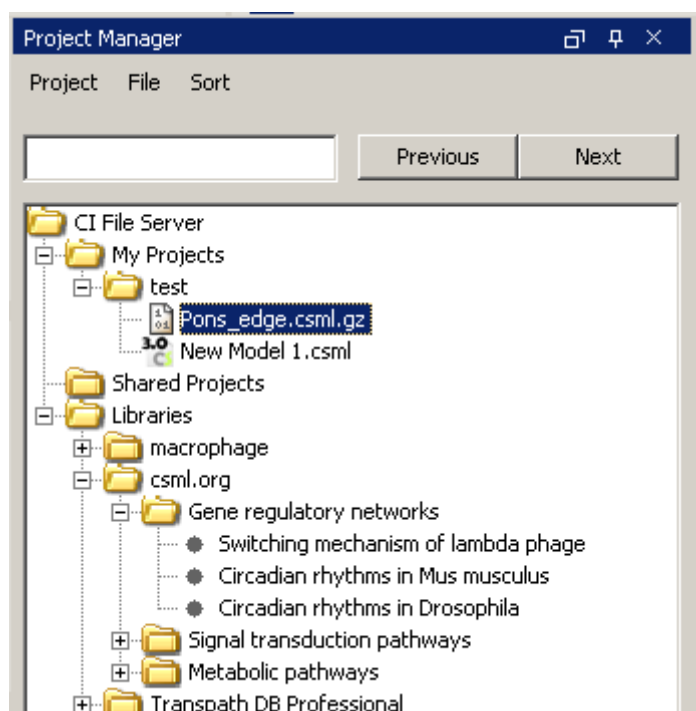 Project Manager
Project File Sort
Previous Next
CI File Server
My Projects
test
Pons_edge.csml.gz
3.0 New Model 1.csml
Shared Projects
Libraries
macrophage
csml.org
Gene regulatory networks
Switching mechanism of lambda phage
Circadian rhythms in Mus musculus
Circadian rhythms in Drosophila
Signal transduction pathways
Metabolic pathways
Transpath DB Professional